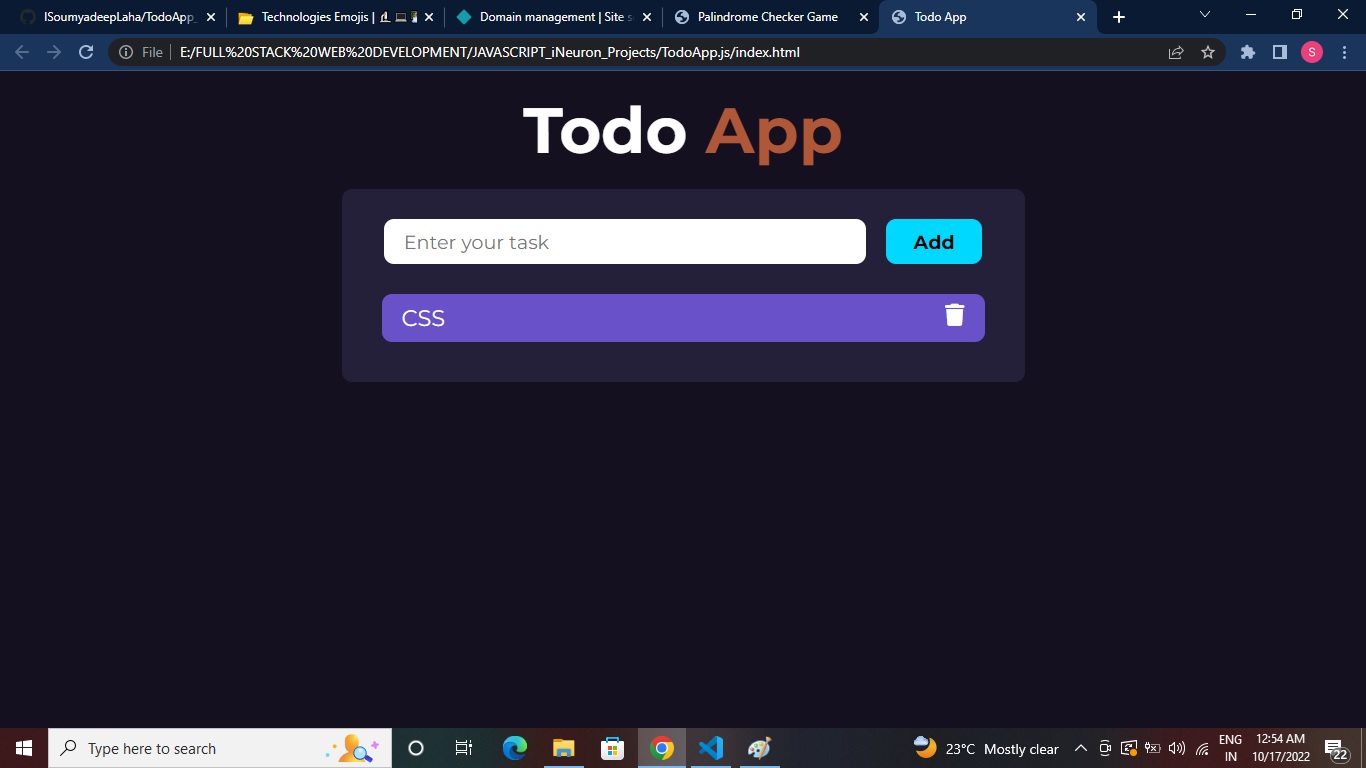 ISoumyadeepLaha/TodoApp_
Technologies Emojis |
Domain management | Site s
Palindrome Checker Game
Todo App
File
E:/FULL%20STACK%20WEB%20DEVELOPMENT/JAVASCRIPT_iNeuron_Projects/TodoApp.js/index.html
S
Todo App
Enter your task
Add
CSS
Type here to search
23°C Mostly clear
ENG
IN
12:54 AM
10/17/2022
22